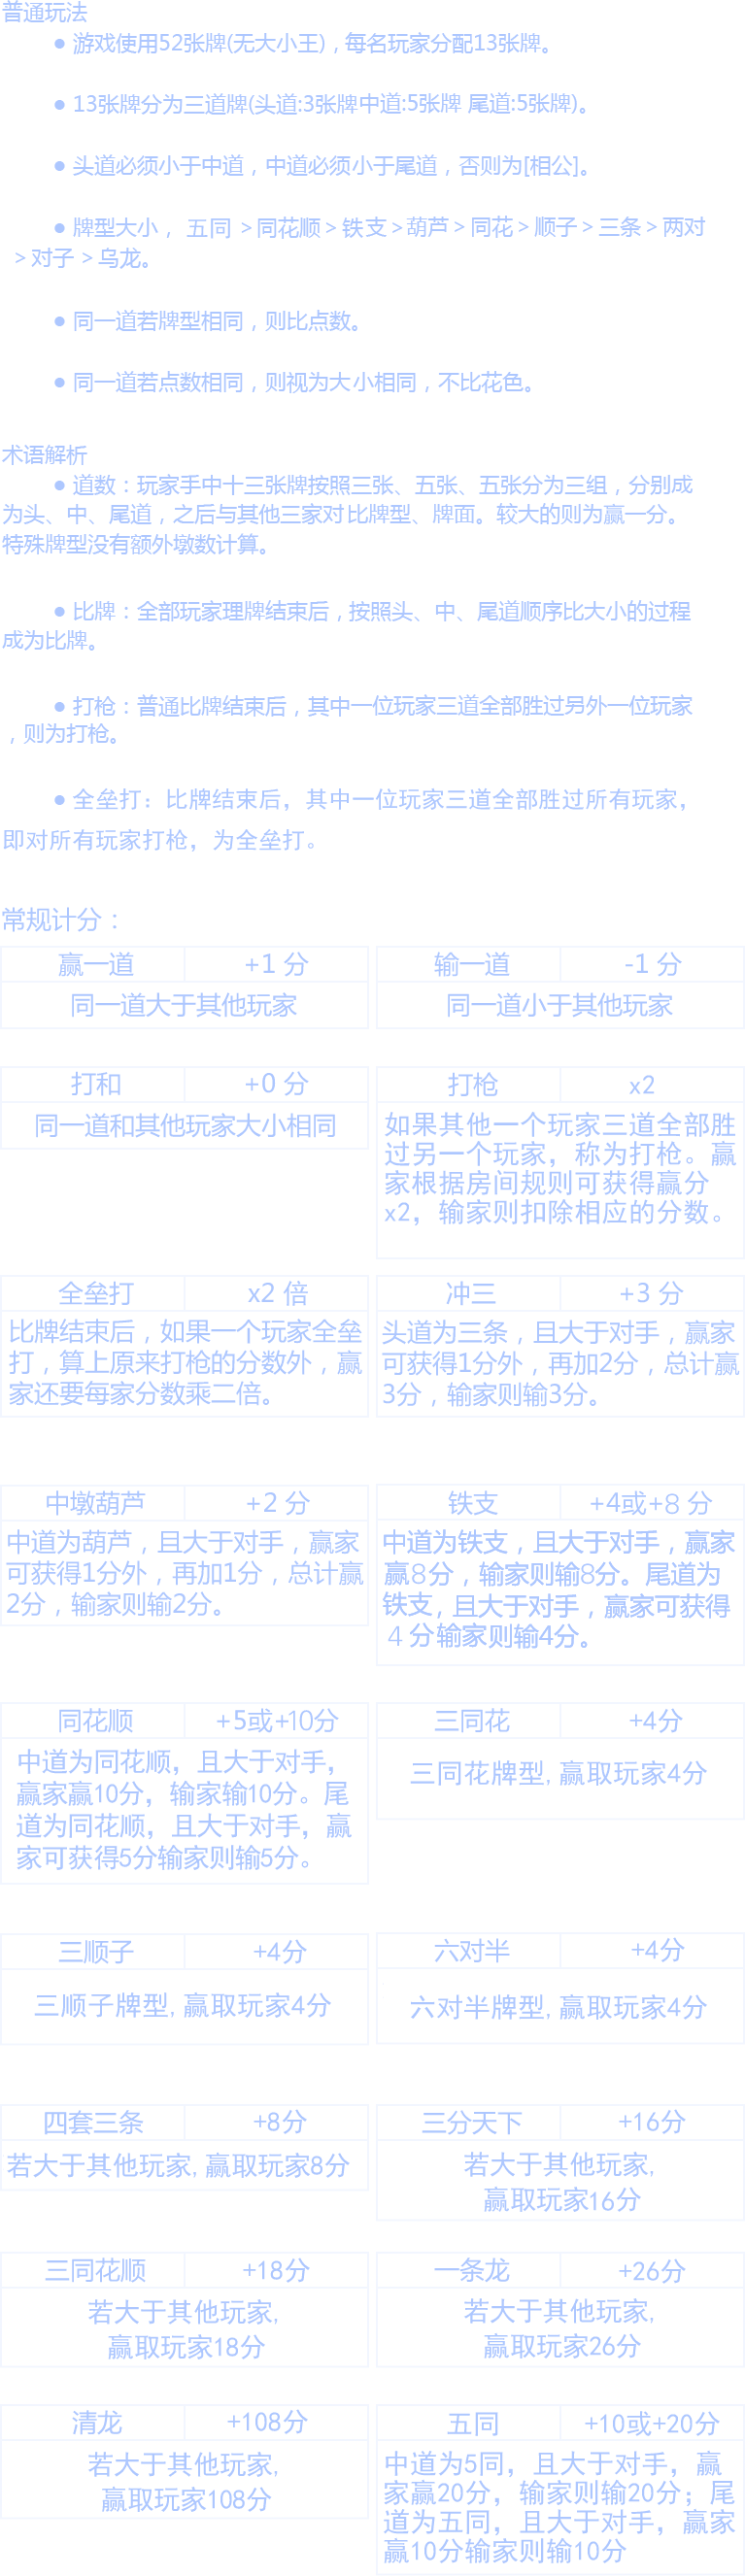 普通玩法
● 游戏使用52张牌(无大小王)，每名玩家分配13张牌。
● 13张牌分为三道牌(头道:3张牌中道:5张牌 尾道:5张牌)。
● 头道必须小于中道，中道必须小于尾道，否则为[相公]。
● 牌型大小， 五同 > 同花顺 > 铁支 > 葫芦 > 同花 > 顺子 > 三条 > 两对
> 对子 > 乌龙。
● 同一道若牌型相同，则比点数。
● 同一道若点数相同，则视为大小相同，不比花色。
术语解析
● 道数：玩家手中十三张牌按照三张、五张、五张分为三组，分别成
为头、中、尾道，之后与其他三家对比牌型、牌面。较大的则为赢一分。
特殊牌型没有额外墩数计算。
● 比牌：全部玩家理牌结束后，按照头、中、尾道顺序比大小的过程
成为比牌。
● 打枪：普通比牌结束后，其中一位玩家三道全部胜过另外一位玩家
，则为打枪。
● 全垒打：比牌结束后，其中一位玩家三道全部胜过所有玩家，
即对所有玩家打枪，为全垒打。
常规计分：
赢一道 +1 分
同一道大于其他玩家
输一道 -1 分
同一道小于其他玩家
打和 +0 分
同一道和其他玩家大小相同
打枪 x2
如果其他一个玩家三道全部胜
过另一个玩家，称为打枪。赢
家根据房间规则可获得赢分
x2，输家则扣除相应的分数。
全垒打 x2 倍
比牌结束后，如果一个玩家全垒
打，算上原来打枪的分数外，赢
家还要每家分数乘二倍。
冲三 +3 分
头道为三条，且大于对手，赢家
可获得1分外，再加2分，总计赢
3分，输家则输3分。
中墩葫芦 +2 分
中道为葫芦，且大于对手，赢家
可获得1分外，再加1分，总计赢
2分，输家则输2分。
铁支 +4或+8 分
中道为铁支，且大于对手，赢家
赢8分，输家则输8分。尾道为
铁支，且大于对手，赢家可获得
4 分输家则输4分。
同花顺 +5或+10分
中道为同花顺，且大于对手，
赢家赢10分，输家输10分。尾
道为同花顺，且大于对手，赢
家可获得5分输家则输5分。
三同花 +4分
三同花牌型,赢取玩家4分
三顺子 +4分
三顺子牌型,赢取玩家4分
六对半 +4分
六对半牌型,赢取玩家4分
四套三条 +8分
若大于其他玩家,赢取玩家8分
三分天下 +16分
若大于其他玩家,
赢取玩家16分
三同花顺 +18分
若大于其他玩家,
赢取玩家18分
一条龙 +26分
若大于其他玩家,
赢取玩家26分
清龙 +108分
若大于其他玩家,
赢取玩家108分
五同 +10或+20分
中道为5同，且大于对手，赢
家赢20分，输家则输20分；尾
道为五同，且大于对手，赢家
赢10分输家则输10分